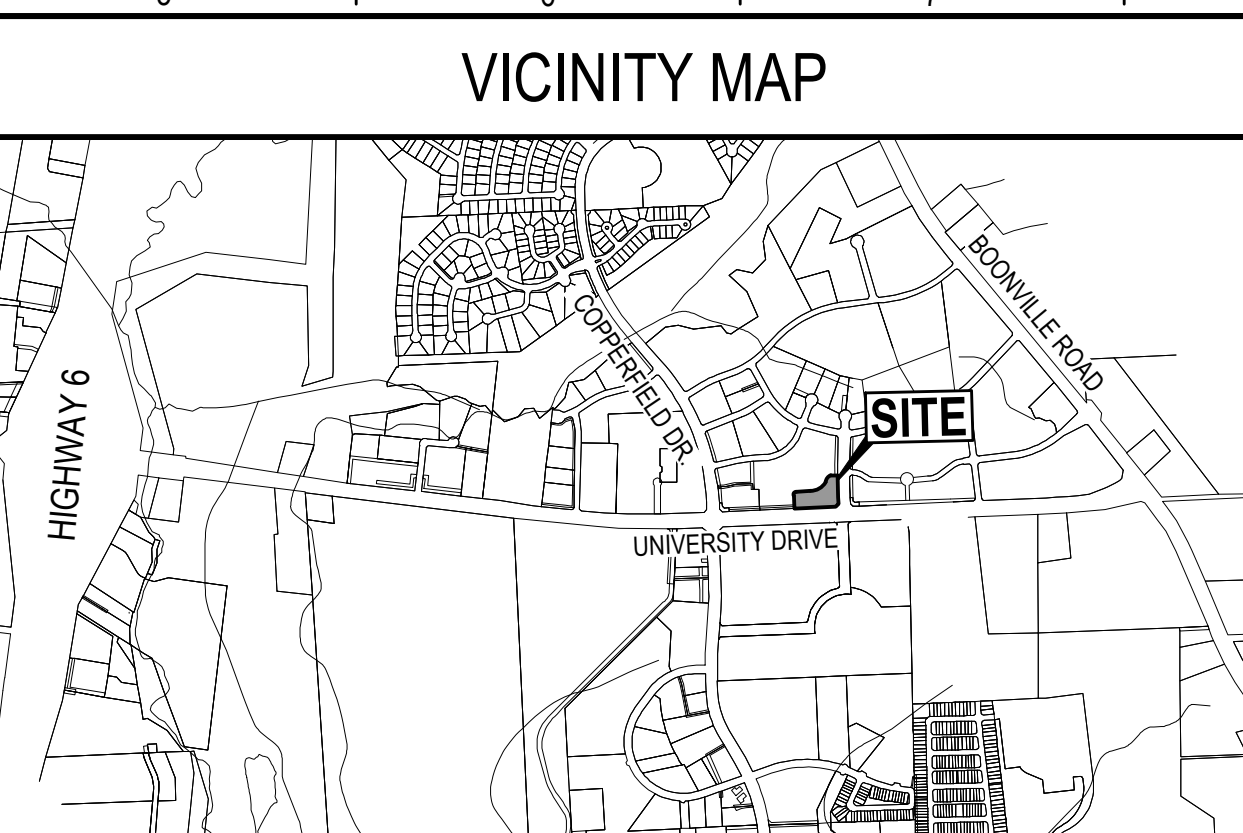 VICINITY MAP
BOONVILLE ROAD
COPPERFIELD DR.
HIGHWAY 6
SITE
UNIVERSITY DRIVE